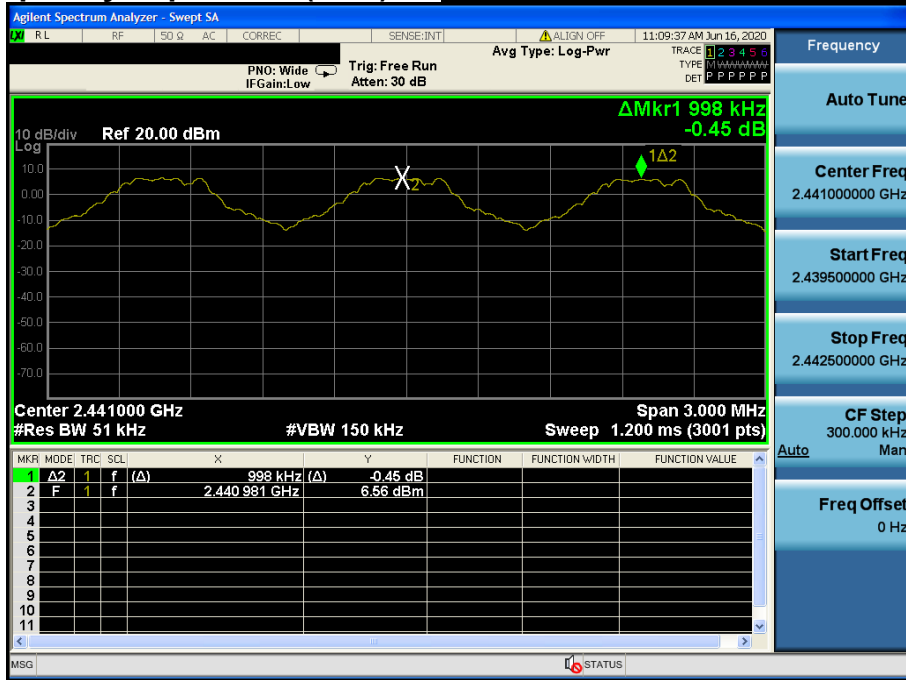 Agilent Spectrum Analyzer - Swept SA
LXI RL RF 50 Ω AC CORREC SENSE:INT ALIGN OFF 11:09:37 AM Jun 16, 2020
Avg Type: Log-Pwr TRACE 1 2 3 4 5 6
PNO: Wide Trig: Free Run TYPE M W W W W W
IFGain:Low Atten: 30 dB DET P P P P P P
Frequency
ΔMkr1 998 kHz
-0.45 dB
10 dB/div Ref 20.00 dBm
Log
1Δ2
10.0
X2
0.00
-10.0
-20.0
-30.0
-40.0
-50.0
-60.0
-70.0
Center 2.441000 GHz Span 3.000 MHz
#Res BW 51 kHz #VBW 150 kHz Sweep 1.200 ms (3001 pts)
MKR MODE TRC SCL X Y FUNCTION FUNCTION WIDTH FUNCTION VALUE
1 Δ2 1 f (Δ) 998 kHz (Δ) -0.45 dB
2 F 1 f 2.440 981 GHz 6.56 dBm
3
4
5
6
7
8
9
10
11
MSG STATUS
Auto Tune
Center Freq
2.441000000 GHz
Start Freq
2.439500000 GHz
Stop Freq
2.442500000 GHz
CF Step
300.000 kHz
Auto Man
Freq Offset
0 Hz